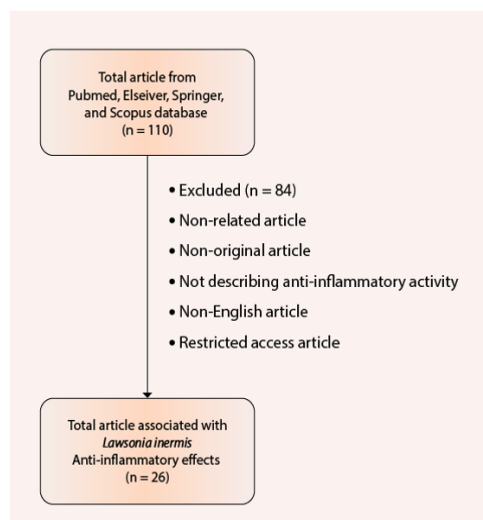 Total article from
Pubmed, Elseiver, Springer,
and Scopus database
(n = 110)
• Excluded (n = 84)
• Non-related article
• Non-original article
• Not describing anti-inflammatory activity
• Non-English article
• Restricted access article
Total article associated with
Lawsonia inermis
Anti-inflammatory effects
(n = 26)